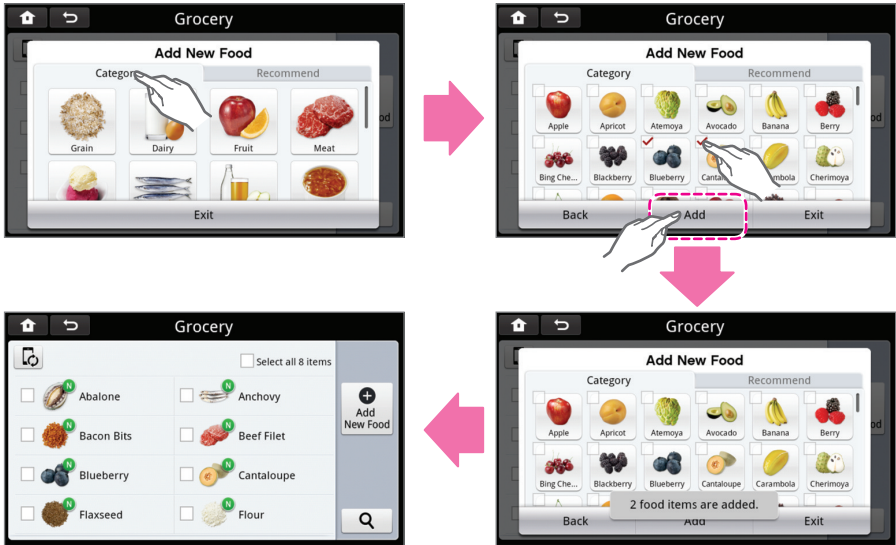 Grocery
Add New Food
Category Recommend
Grain Dairy Fruit Meat
Exit
Grocery
Add New Food
Category Recommend
Apple Apricot Atemoya Avocado Banana Berry
Bing Che... Blackberry Blueberry Cherimoya
Back Add Exit
Grocery
Select all 8 items
N Abalone N Anchovy
N Bacon Bits N Beef Filet
N Blueberry N Cantaloupe
N Flaxseed N Flour
Add
New Food
Grocery
Add New Food
Category Recommend
Apple Apricot Atemoya Avocado Banana Berry
Bing Che... Blackberry Blueberry Cantaloupe Carambola Cherimoya
2 food items are added.
Back Add Exit